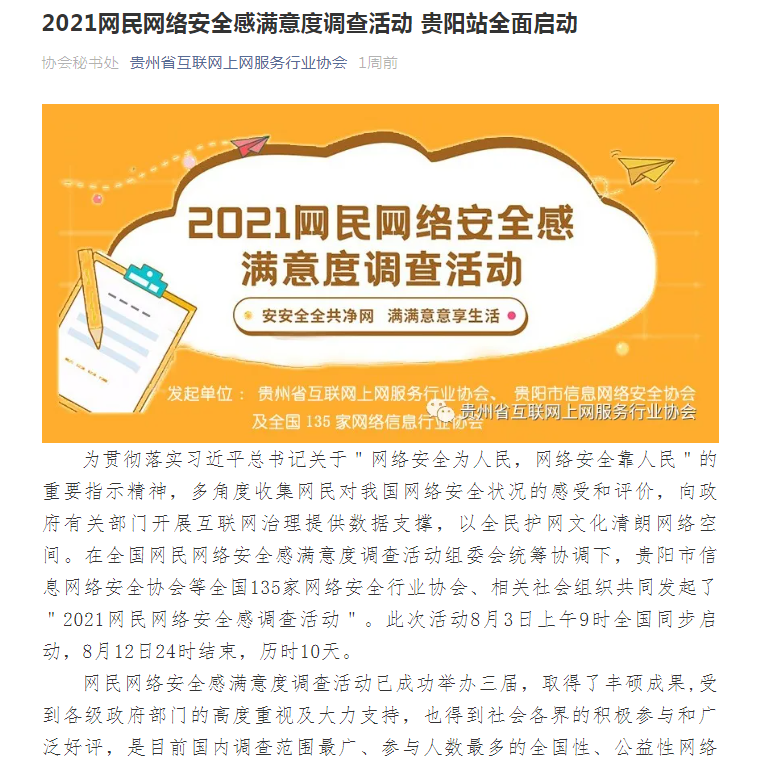 2021网民网络安全感满意度调查活动 贵阳站全面启动
协会秘书处 贵州省互联网上网服务行业协会 1周前
2021网民网络安全感
满意度调查活动
安安全全共净网 满满意意享生活
发起单位： 贵州省互联网上网服务行业协会、 贵阳市信息网络安全协会
及全国 135 家网络信息行业协会
贵州省互联网上网服务行业协会
为贯彻落实习近平总书记关于＂网络安全为人民，网络安全靠人民＂的
重要指示精神，多角度收集网民对我国网络安全状况的感受和评价，向政
府有关部门开展互联网治理提供数据支撑，以全民护网文化清朗网络空
间。在全国网民网络安全感满意度调查活动组委会统筹协调下，贵阳市信
息网络安全协会等全国135家网络安全行业协会、相关社会组织共同发起了
＂2021网民网络安全感调查活动＂。此次活动8月3日上午9时全国同步启
动，8月12日24时结束，历时10天。
网民网络安全感满意度调查活动已成功举办三届，取得了丰硕成果,受
到各级政府部门的高度重视及大力支持，也得到社会各界的积极参与和广
泛好评，是目前国内调查范围最广、参与人数最多的全国性、公益性网络